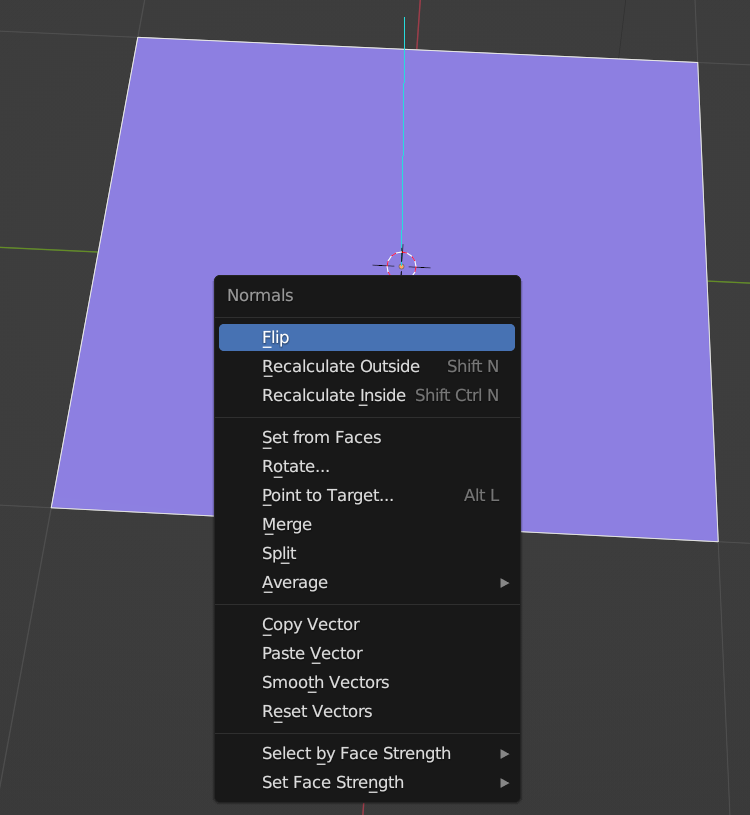 Normals
Flip
Recalculate Outside Shift N
Recalculate Inside Shift Ctrl N
Set from Faces
Rotate...
Point to Target... Alt L
Merge
Split
Average
Copy Vector
Paste Vector
Smooth Vectors
Reset Vectors
Select by Face Strength
Set Face Strength